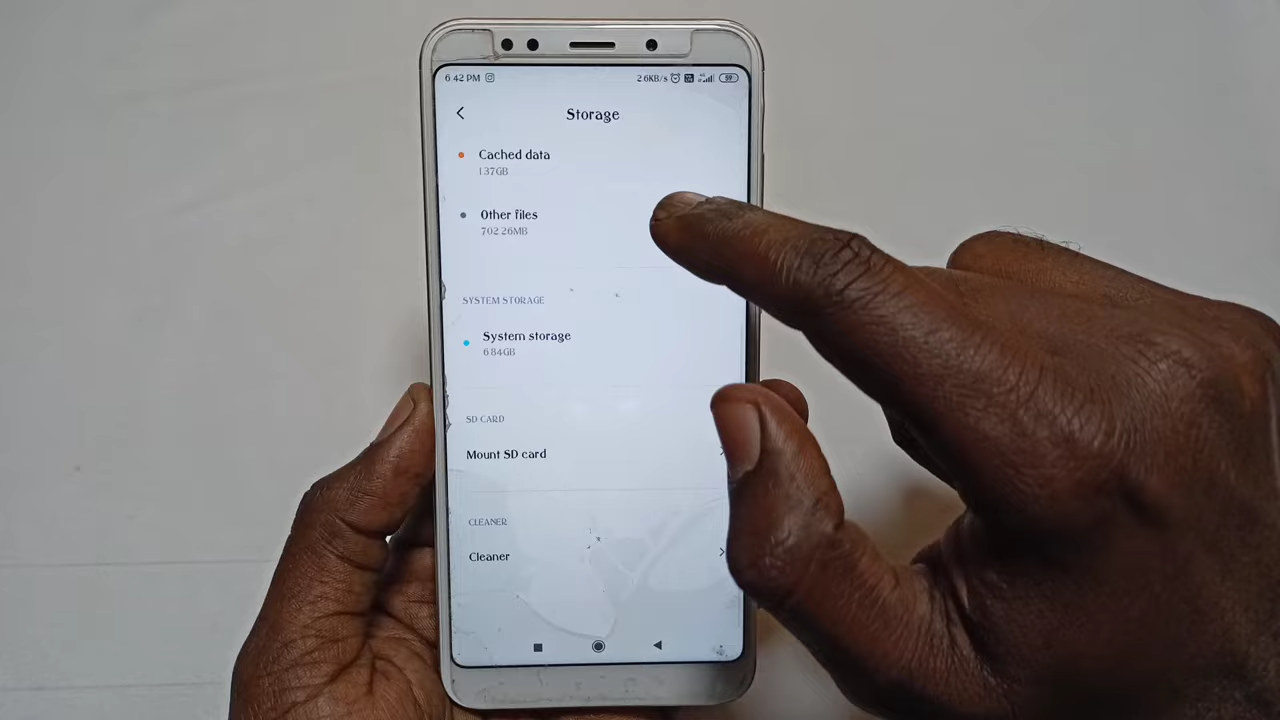 6 42 PM
2.6KB/s 59
Storage
Cached data
1 37GB
Other files
702 26MB
SYSTEM STORAGE
System storage
6 84GB
SD CARD
Mount SD card
CLEANER
Cleaner